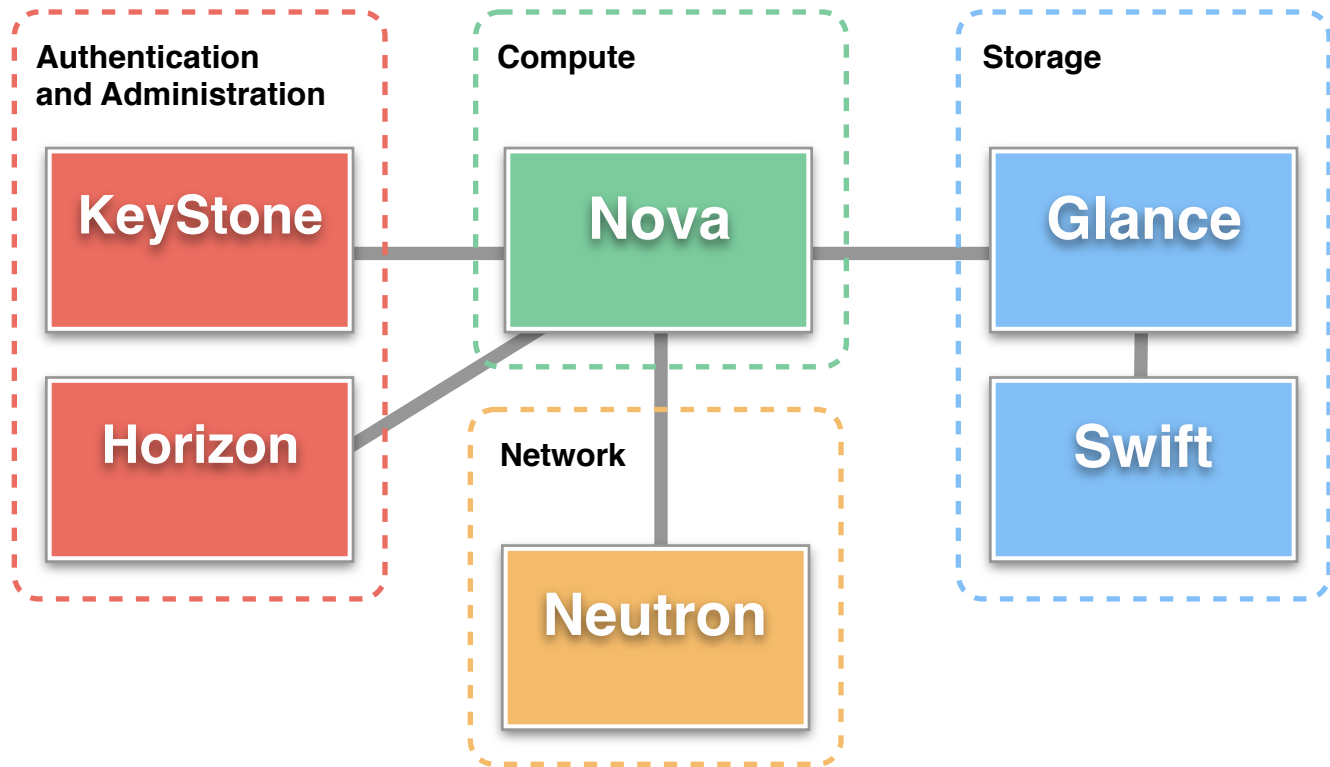 Authentication
and Administration
KeyStone
Horizon
Compute
Nova
Network
Neutron
Storage
Glance
Swift